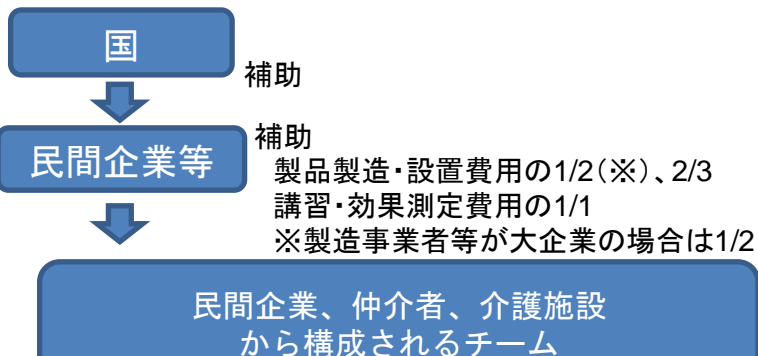 国
補助
民間企業等
補助
製品製造・設置費用の1/2(※)、2/3
講習・効果測定費用の1/1
※製造事業者等が大企業の場合は1/2
民間企業、仲介者、介護施設
から構成されるチーム